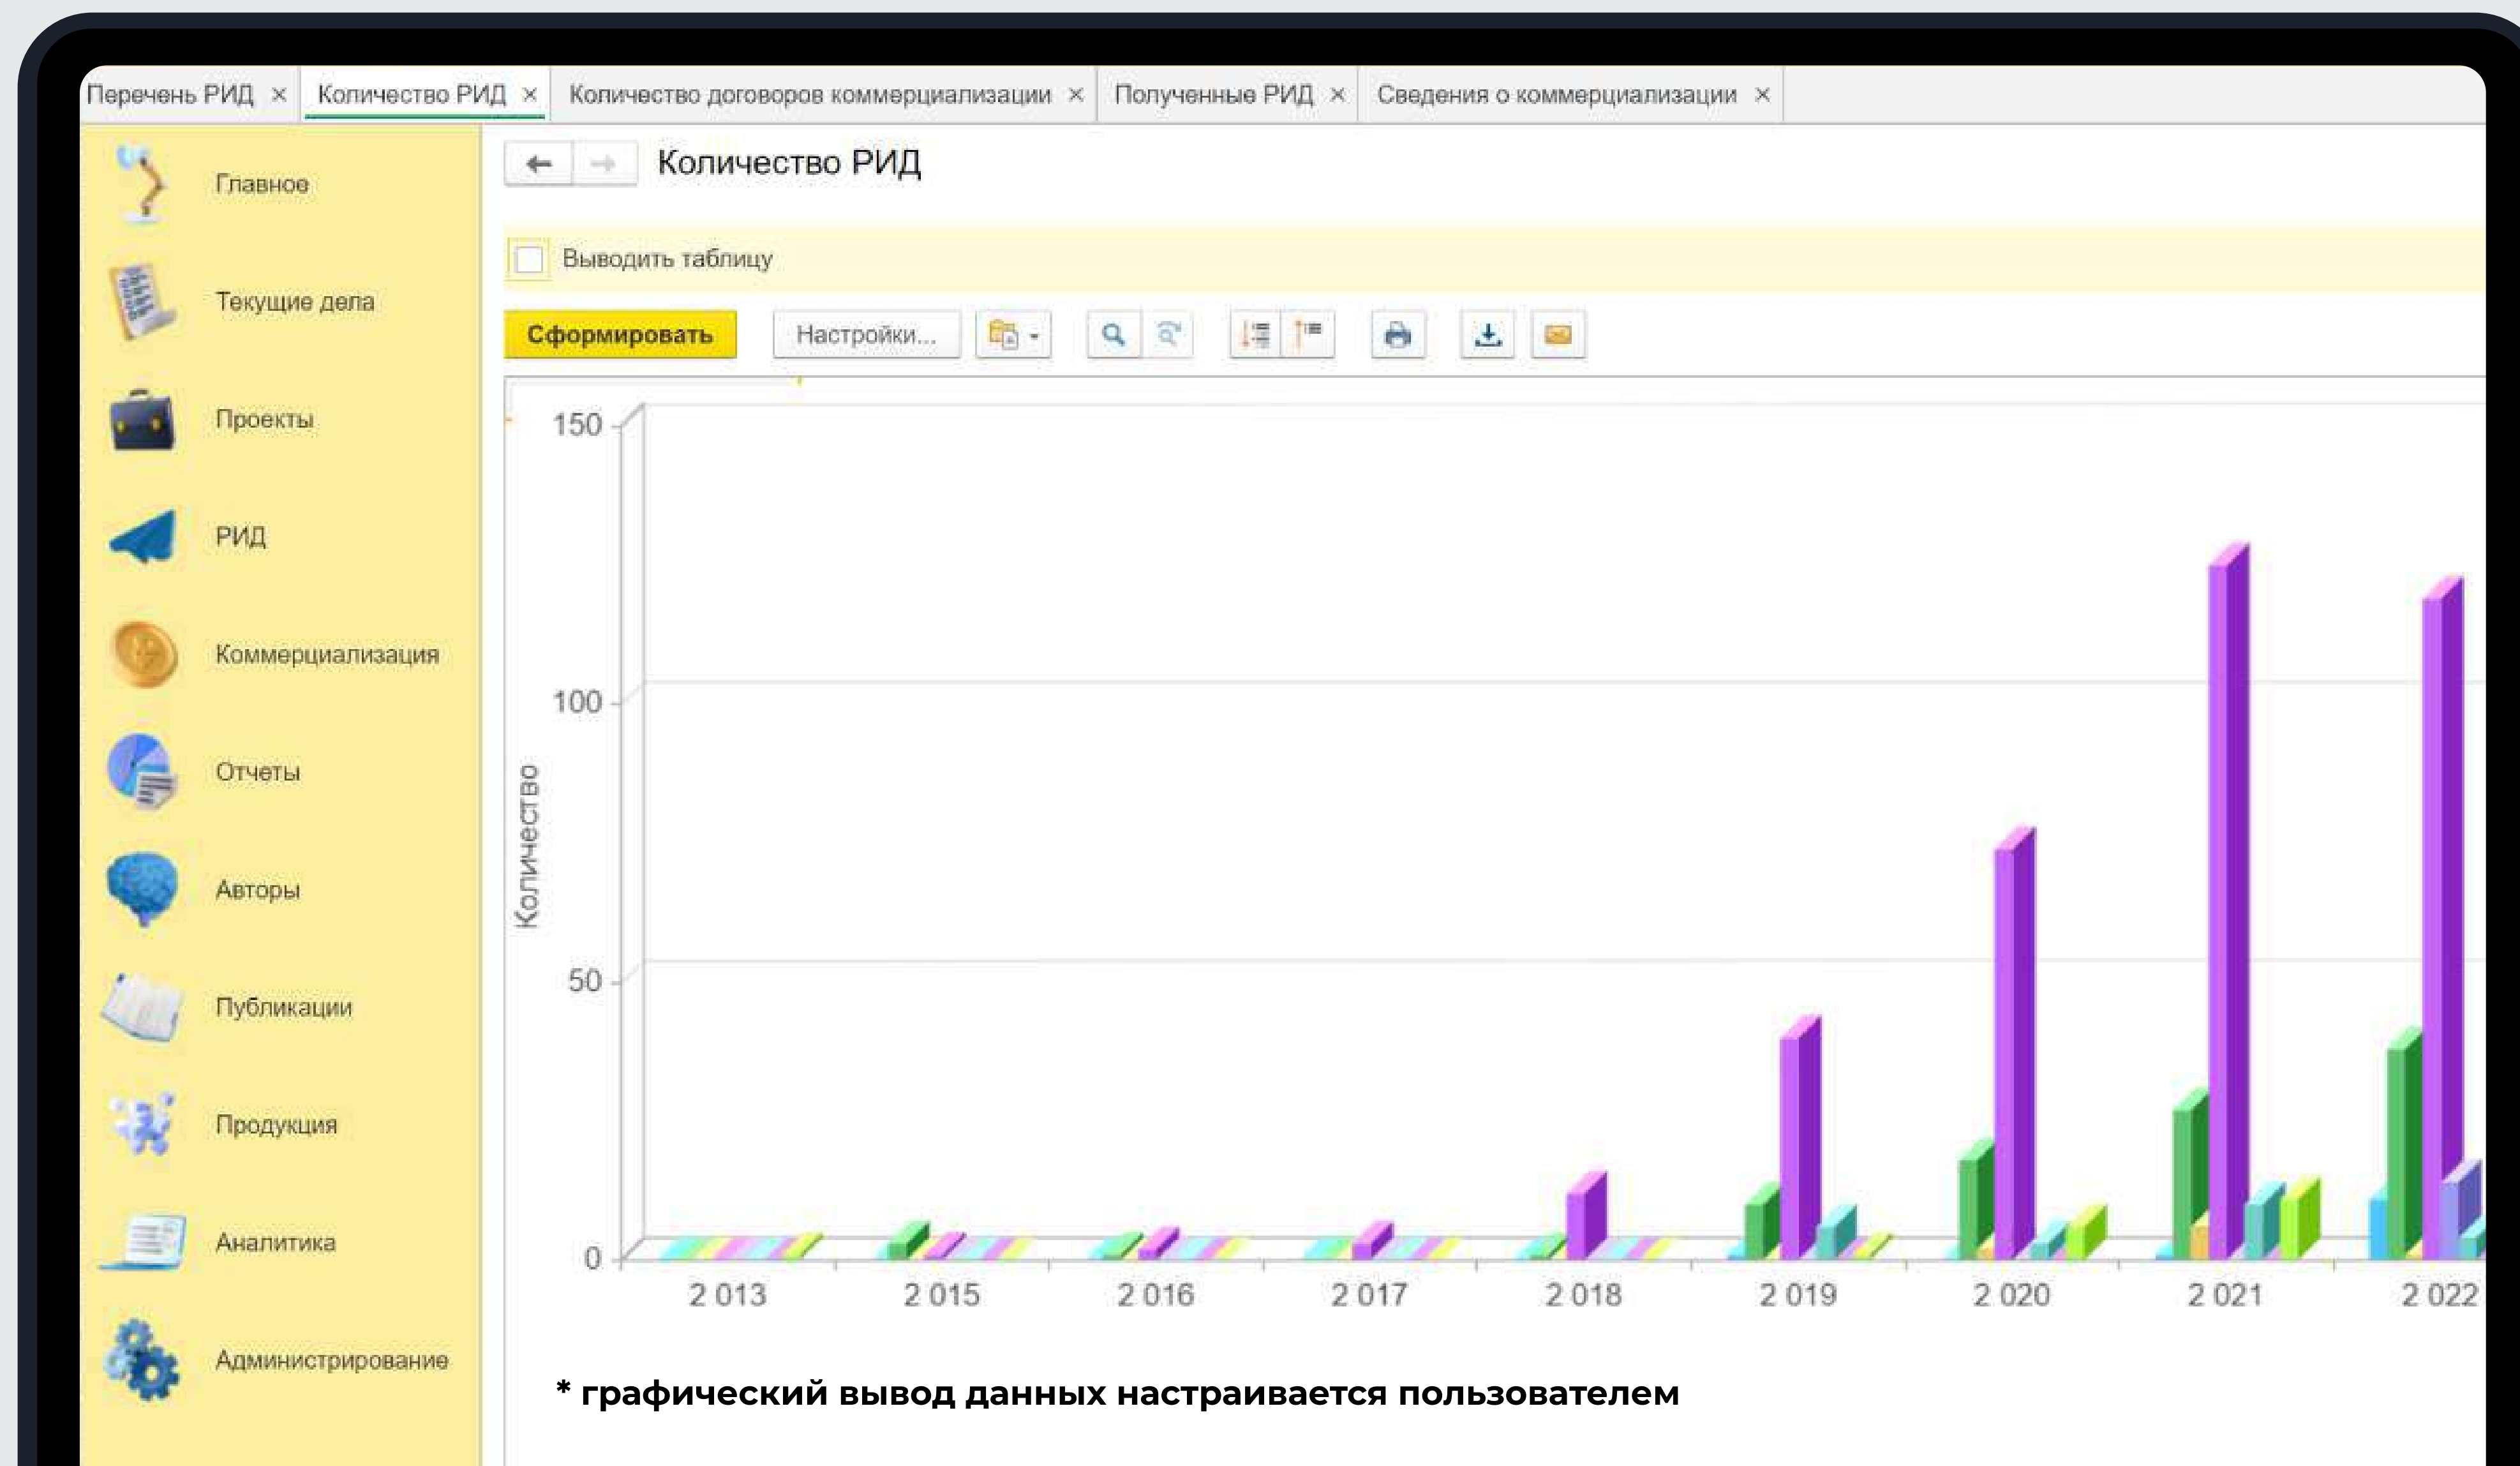 Перечень РИД × Количество РИД × Количество договоров коммерциализации × Полученные РИД × Сведения о коммерциализации ×
Количество РИД
Главное
Выводить таблицу
Текущие дела
Сформировать Настройки...
Проекты
РИД
Коммерциализация
Отчеты
Авторы
Публикации
Продукция
Аналитика
Администрирование
150
100
50
0
Количество
2 013 2 015 2 016 2 017 2 018 2 019 2 020 2 021 2 022
* графический вывод данных настраивается пользователем